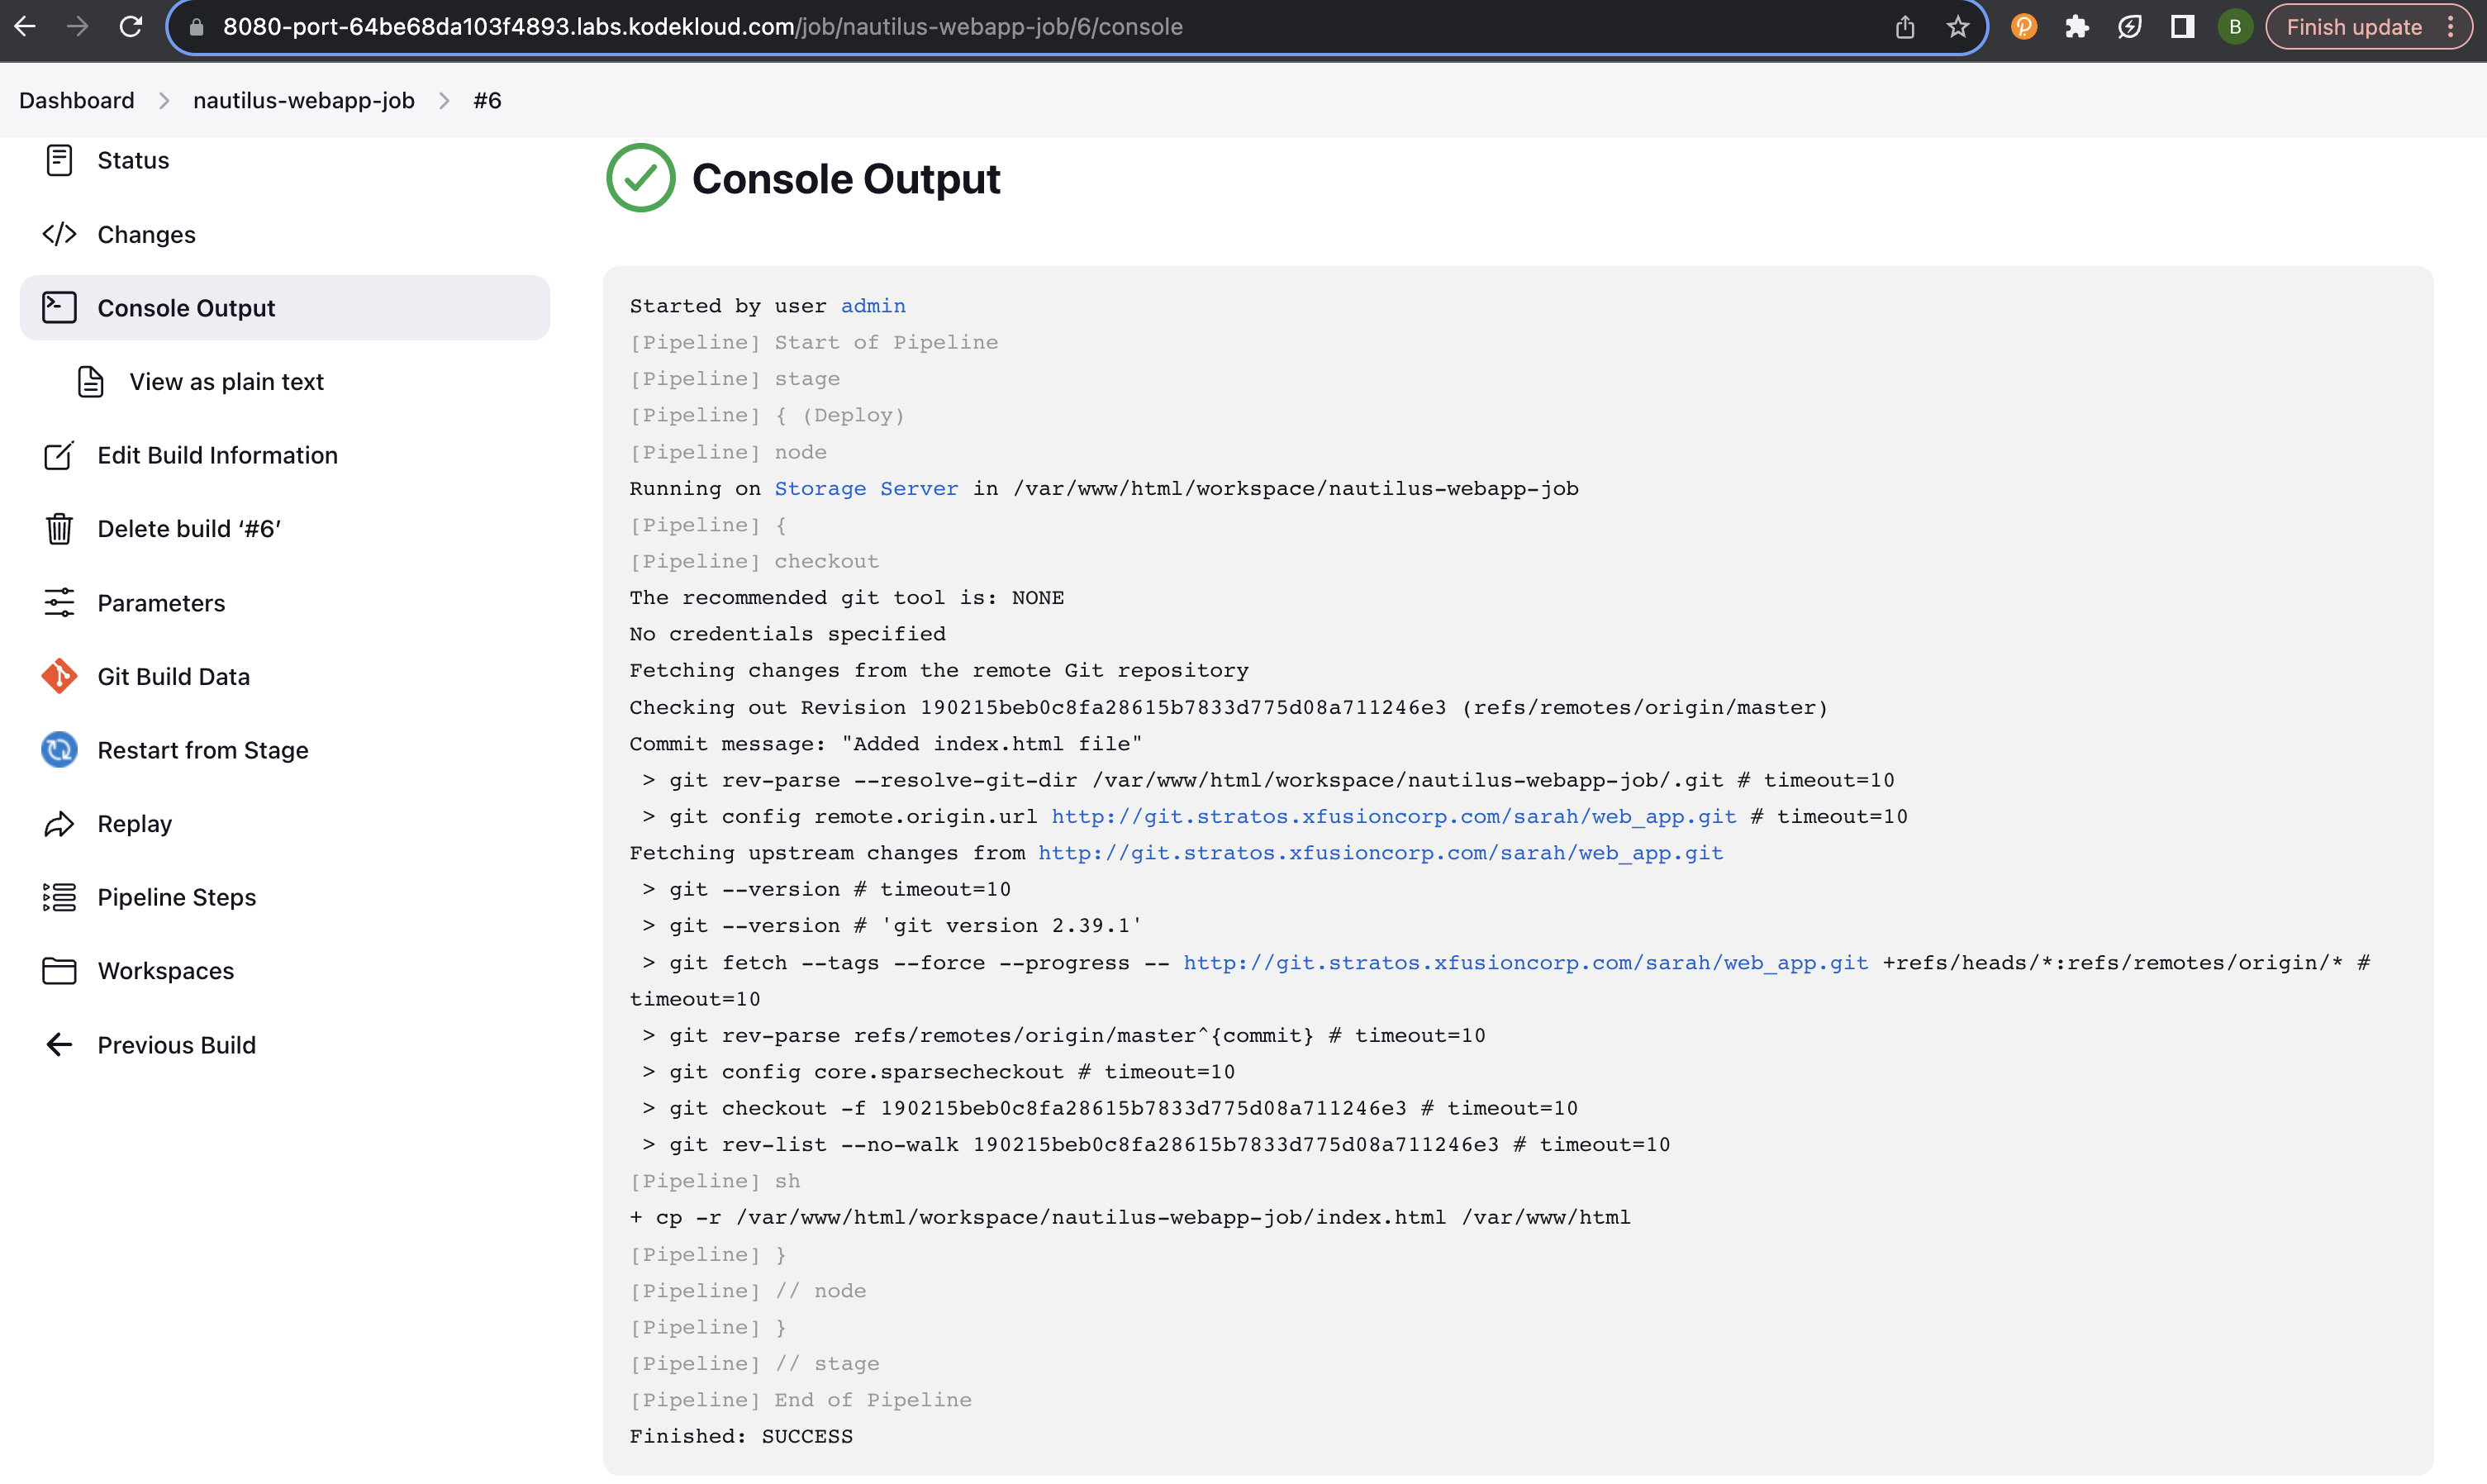 8080-port-64be68da103f4893.labs.kodekloud.com/job/nautilus-webapp-job/6/console
B
Finish update
Dashboard
nautilus-webapp-job
#6
Status
Changes
Console Output
View as plain text
Edit Build Information
Delete build ‘#6’
Parameters
Git Build Data
Restart from Stage
Replay
Pipeline Steps
Workspaces
Previous Build
Console Output
Started by user admin
[Pipeline] Start of Pipeline
[Pipeline] stage
[Pipeline] { (Deploy)
[Pipeline] node
Running on Storage Server in /var/www/html/workspace/nautilus-webapp-job
[Pipeline] {
[Pipeline] checkout
The recommended git tool is: NONE
No credentials specified
Fetching changes from the remote Git repository
Checking out Revision 190215beb0c8fa28615b7833d775d08a711246e3 (refs/remotes/origin/master)
Commit message: "Added index.html file"
> git rev-parse --resolve-git-dir /var/www/html/workspace/nautilus-webapp-job/.git # timeout=10
> git config remote.origin.url http://git.stratos.xfusioncorp.com/sarah/web_app.git # timeout=10
Fetching upstream changes from http://git.stratos.xfusioncorp.com/sarah/web_app.git
> git --version # timeout=10
> git --version # 'git version 2.39.1'
> git fetch --tags --force --progress -- http://git.stratos.xfusioncorp.com/sarah/web_app.git +refs/heads/*:refs/remotes/origin/* #
timeout=10
> git rev-parse refs/remotes/origin/master^{commit} # timeout=10
> git config core.sparsecheckout # timeout=10
> git checkout -f 190215beb0c8fa28615b7833d775d08a711246e3 # timeout=10
> git rev-list --no-walk 190215beb0c8fa28615b7833d775d08a711246e3 # timeout=10
[Pipeline] sh
+ cp -r /var/www/html/workspace/nautilus-webapp-job/index.html /var/www/html
[Pipeline] }
[Pipeline] // node
[Pipeline] }
[Pipeline] // stage
[Pipeline] End of Pipeline
Finished: SUCCESS